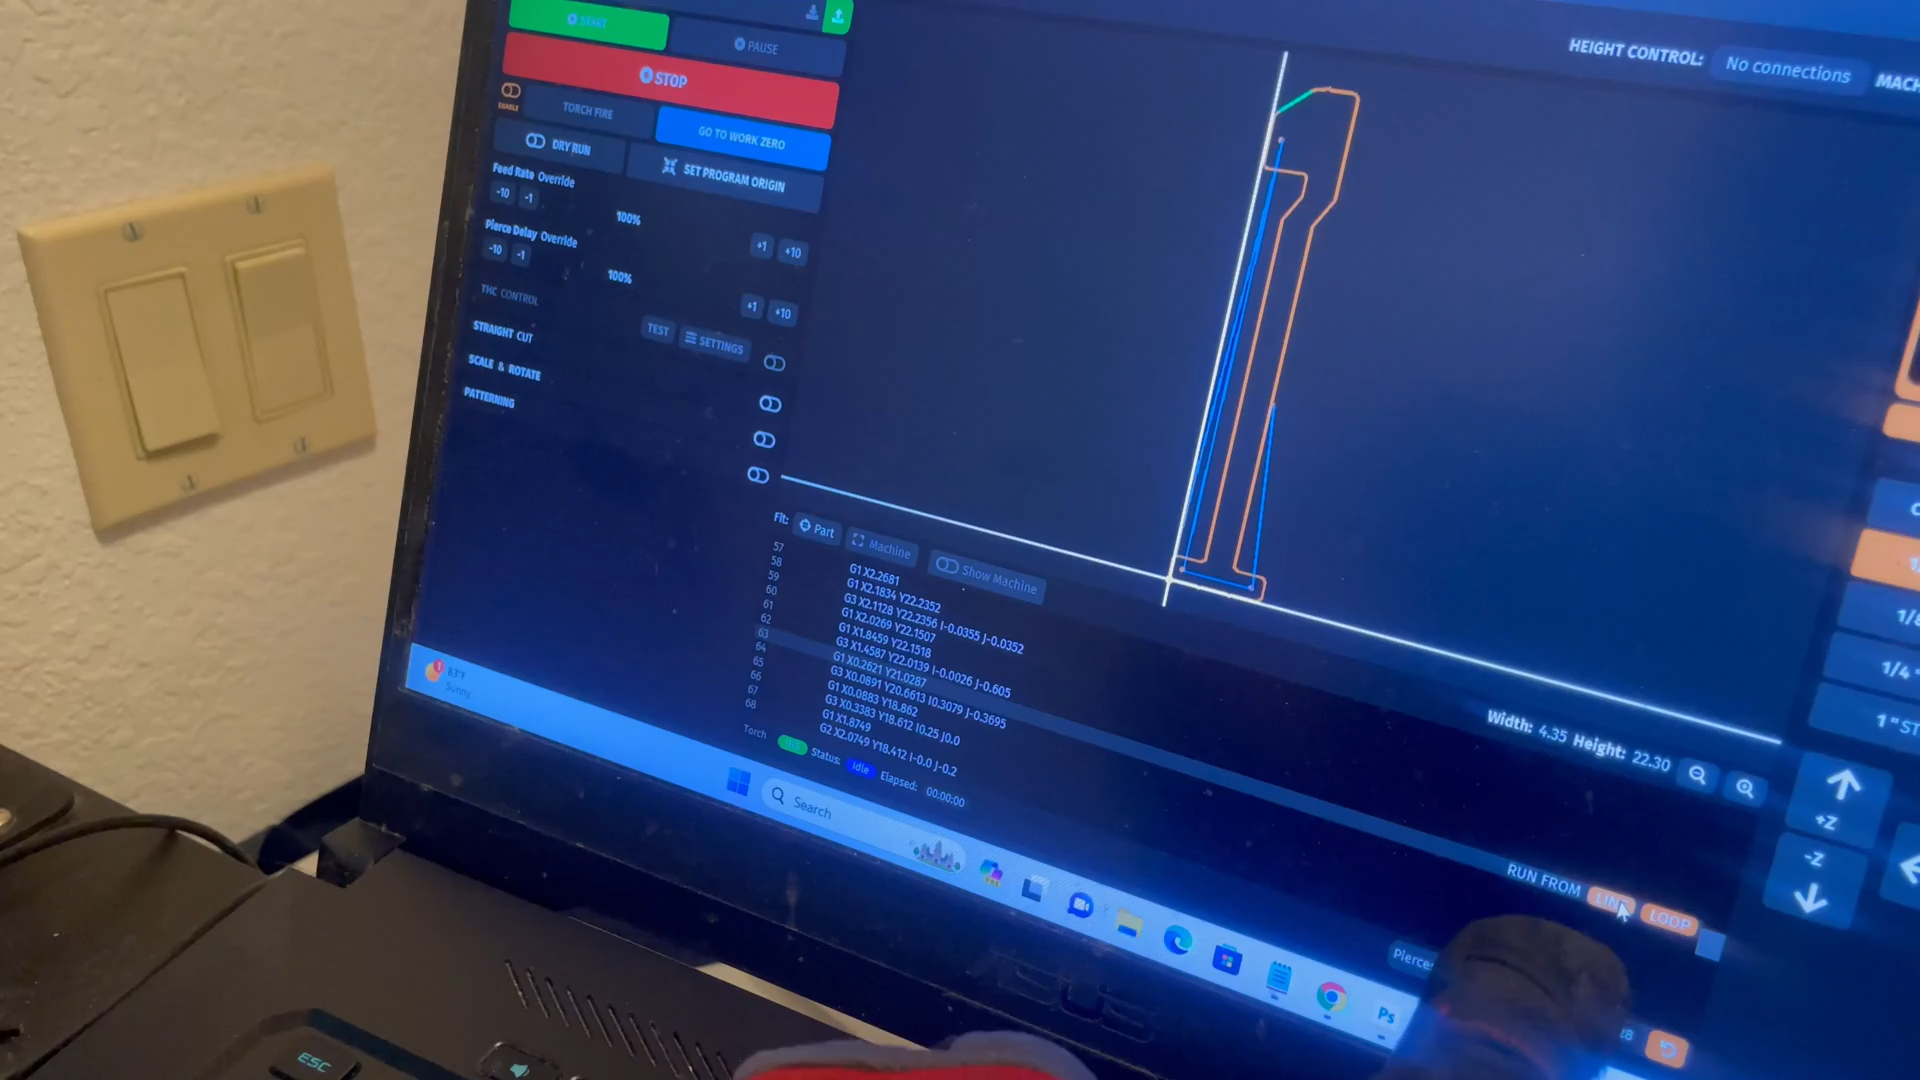 START
PAUSE
STOP
ENABLE
TORCH FIRE
GO TO WORK ZERO
DRY RUN
SET PROGRAM ORIGIN
Feed Rate Override
-10 -1
100%
+1 +10
Pierce Delay Override
-10 -1
100%
+1 +10
THC CONTROL
TEST
SETTINGS
STRAIGHT CUT
SCALE & ROTATE
PATTERNING
HEIGHT CONTROL: No connections
Fit: Part Machine Show Machine
57 G1 X2.2681
58 G1 X2.1834 Y22.2352
59 G3 X2.1128 Y22.2356 I-0.0355 J-0.0352
60 G1 X2.0269 Y22.1507
61 G1 X1.8459 Y22.1518
62 G3 X1.4587 Y22.0139 I-0.0026 J-0.605
63 G1 X0.2621 Y21.0287
64 G3 X0.0891 Y20.6613 I0.3079 J-0.3695
65 G1 X0.0883 Y18.862
66 G3 X0.3383 Y18.612 I0.25 J0.0
67 G1 X1.8749
68 G2 X2.0749 Y18.412 I-0.0 J-0.2
Torch
Status: Idle Elapsed: 00:00:00
Width: 4.35 Height: 22.30
RUN FROM LINE LOOP
+Z
-Z
1/4"
83°F
Sunny
Search
Ps
ASUS
ESC